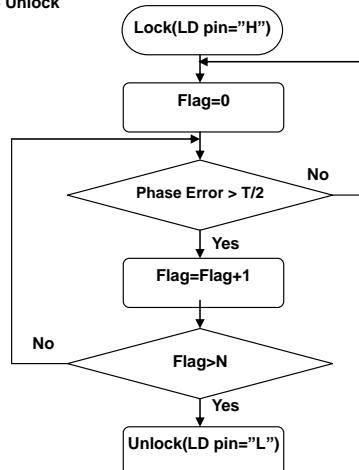 Unlock
Lock(LD pin=”H”)
Flag=0
Phase Error > T/2
No
Yes
Flag=Flag+1
No
Flag>N
Yes
Unlock(LD pin=”L”)